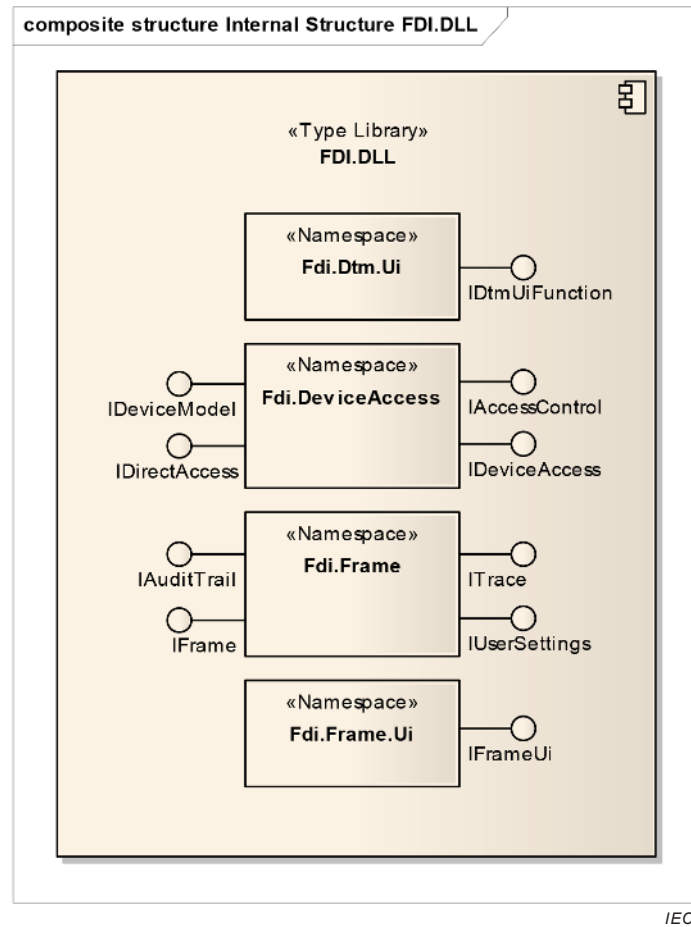 composite structure Internal Structure FDI.DLL
«Type Library»
FDI.DLL
«Namespace»
Fdi.Dtm.Ui
IDtmUiFunction
«Namespace»
Fdi.DeviceAccess
IDeviceModel
IAccessControl
IDirectAccess
IDeviceAccess
«Namespace»
Fdi.Frame
IAuditTrail
ITrace
IFrame
IUserSettings
«Namespace»
Fdi.Frame.Ui
IFrameUi
IEC